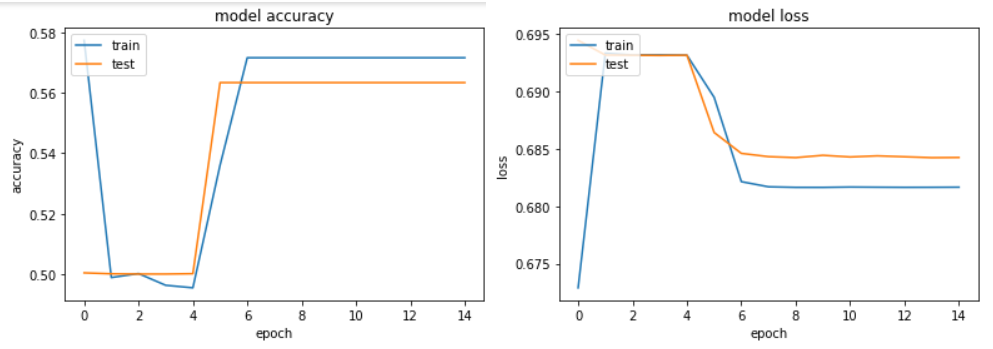 model accuracy
0.58
0.56
0.54
0.52
0.50
accuracy
train
test
0 2 4 6 8 10 12 14
epoch
model loss
0.695
0.690
0.685
0.680
0.675
loss
train
test
0 2 4 6 8 10 12 14
epoch